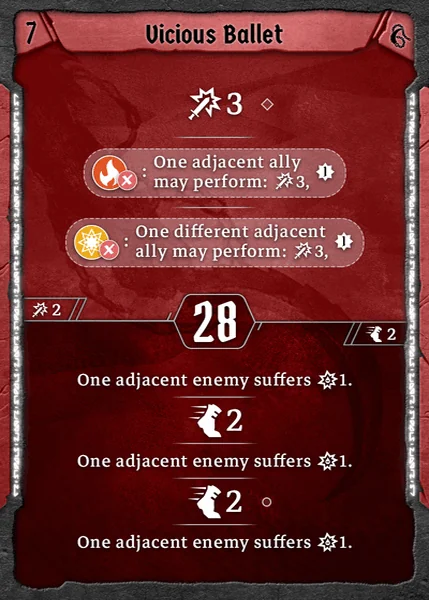 7 Vicious Ballet
3
: One adjacent ally
may perform: 3,
: One different adjacent
ally may perform: 3,
2
28
2
One adjacent enemy suffers 1.
2
One adjacent enemy suffers 1.
2
One adjacent enemy suffers 1.